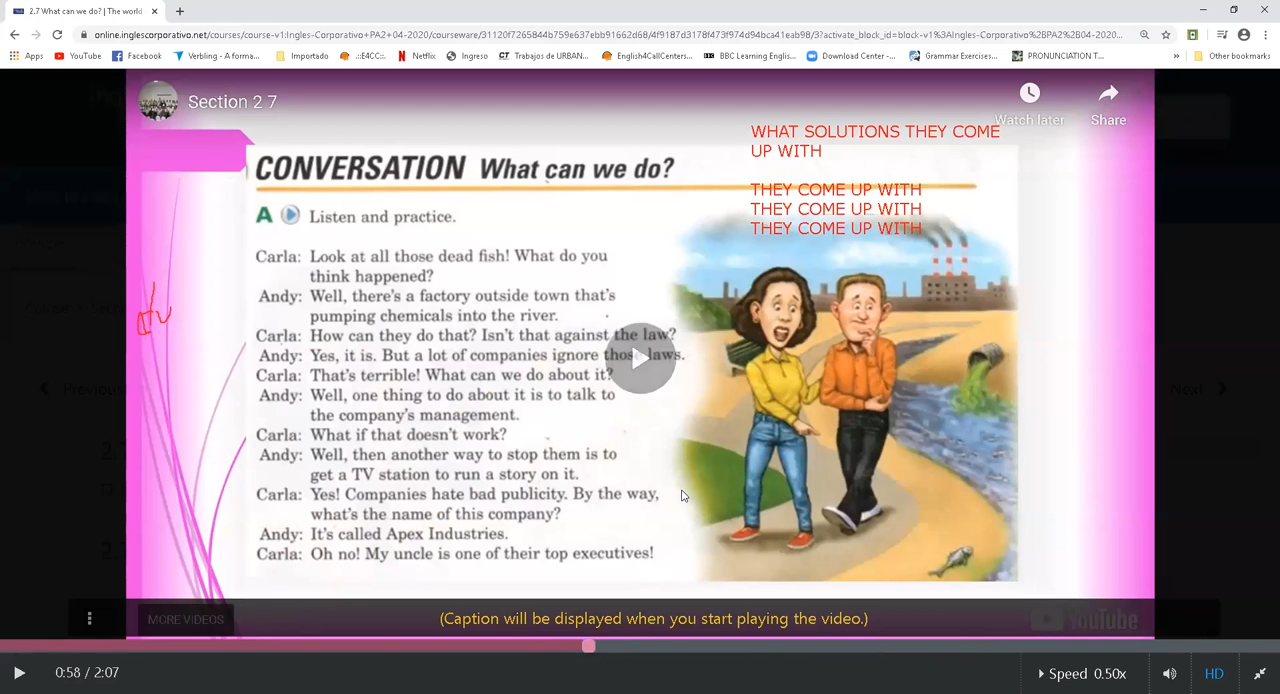 2.7 What can we do? | The world
online.inglescorporativo.net/courses/course-v1:Ingles-Corporativo+PA2+04-2020/courseware/31120f7265844b759e637ebb91662d68/4f9187d3178f473f974d94bca41eab98/3?activate_block_id=block-v1%3AIngles-Corporativo%2BPA2%2B04-2020...
Apps YouTube Facebook Verbling - My form... Importado .::E4CC::. Netflix Ingreso Trabajos de URBAN... English4CallCenters... BBC Learning Englis... Download Center -... Grammar Exercises... PRONUNCIATION T... » Other bookmarks
Section 2 7
Watch later
Share
WHAT SOLUTIONS THEY COME
UP WITH
THEY COME UP WITH
THEY COME UP WITH
THEY COME UP WITH
CONVERSATION What can we do?
A Listen and practice.
Carla: Look at all those dead fish! What do you
think happened?
Andy: Well, there's a factory outside town that's
pumping chemicals into the river.
Carla: How can they do that? Isn't that against the law?
Andy: Yes, it is. But a lot of companies ignore those laws.
Carla: That's terrible! What can we do about it?
Andy: Well, one thing to do about it is to talk to
the company's management.
Carla: What if that doesn't work?
Andy: Well, then another way to stop them is to
get a TV station to run a story on it.
Carla: Yes! Companies hate bad publicity. By the way,
what's the name of this company?
Andy: It's called Apex Industries.
Carla: Oh no! My uncle is one of their top executives!
Previous
Next
MORE VIDEOS
(Caption will be displayed when you start playing the video.)
YouTube
0:58 / 2:07
Speed 0.50x
HD